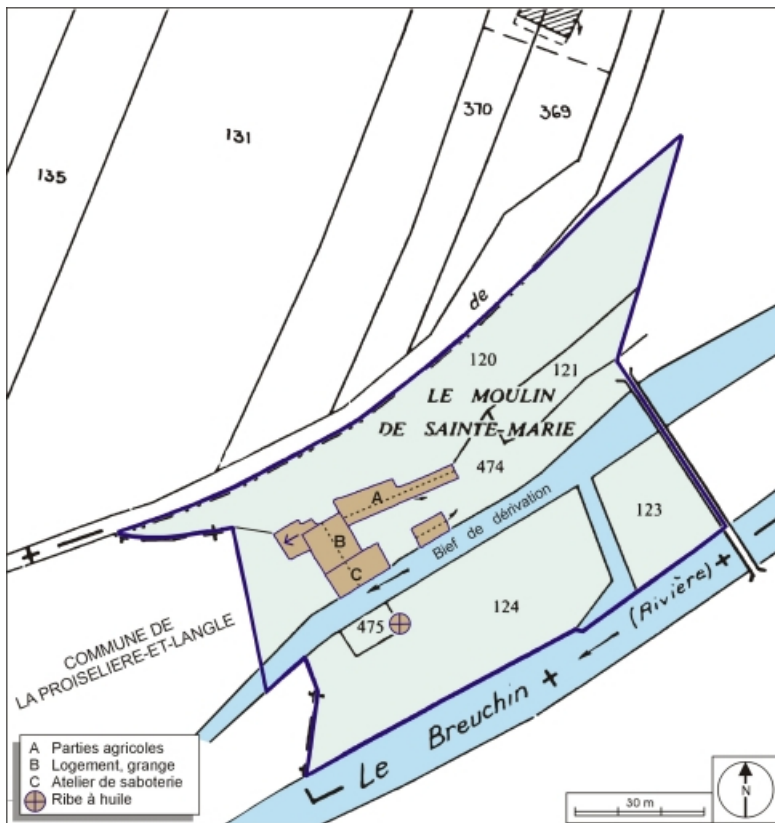 370
369
131
135
de
120
121
LE MOULIN
DE SAINTE-MARIE
474
A
123
B
Bief de dérivation
C
124
475
(Rivière)
COMMUNE DE
LA PROISELIERE-ET-LANGLE
Le Breuchin
A Parties agricoles
B Logement, grange
C Atelier de saboterie
Ribe à huile
N
30 m